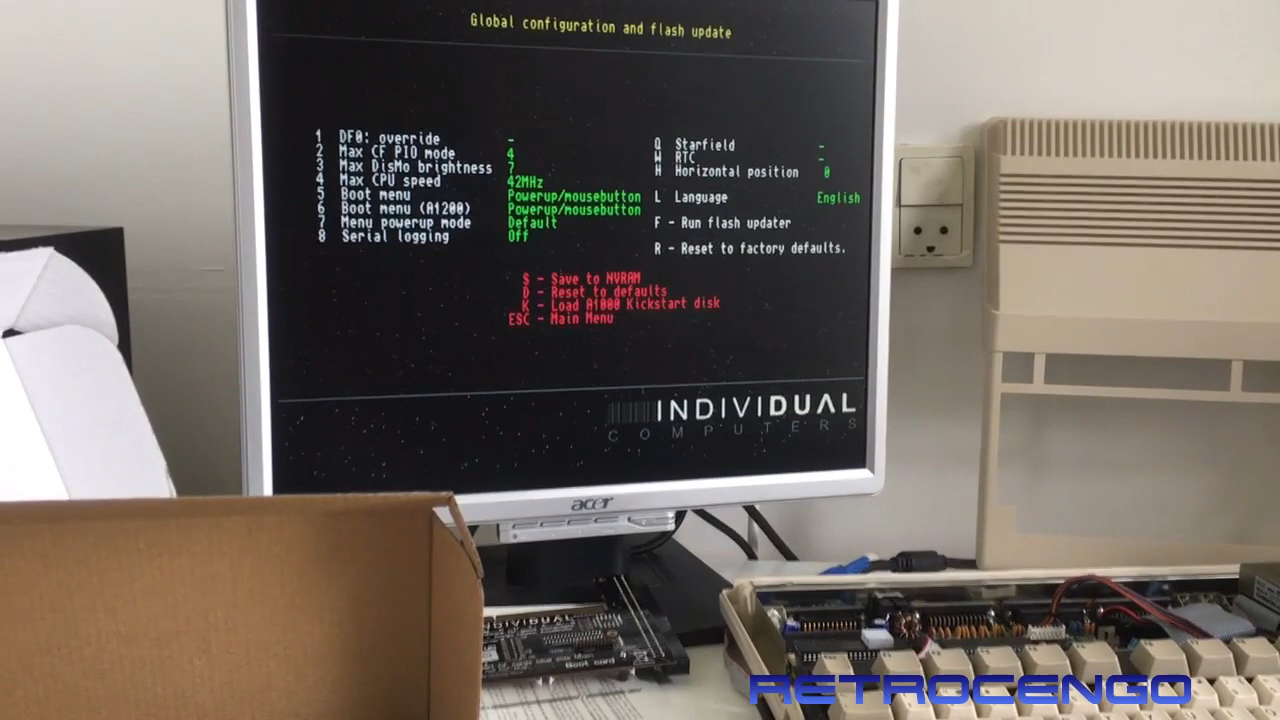 Global configuration and flash update
1 DF0: override -
2 Max CF PIO mode 4
3 Max DisMo brightness 7
4 Max CPU speed 42MHz
5 Boot menu Powerup/mousebutton
6 Boot menu (A1200) Powerup/mousebutton
7 Menu powerup mode Default
8 Serial logging Off
Q Starfield -
W RTC -
H Horizontal position 0
L Language English
F - Run flash updater
R - Reset to factory defaults.
S - Save to NVRAM
D - Reset to defaults
K - Load A1000 Kickstart disk
ESC - Main Menu
INDIVIDUAL
COMPUTERS
acer
Boot card
RETROCENGO